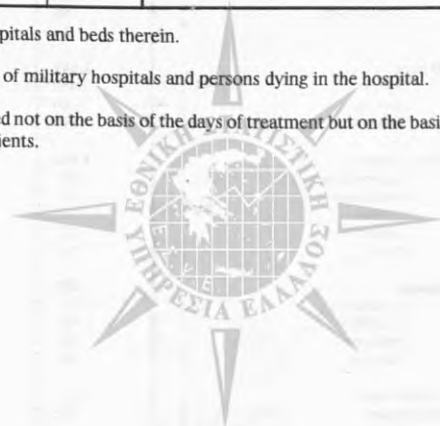 pitals and beds therein.
of military hospitals and persons dying in the hospital.
ed not on the basis of the days of treatment but on the basi
ients.
ΕΘΝΙΚΗ ΣΤΑΤΙΣΤΙΚΗ
ΥΠΗΡΕΣΙΑ ΕΛΛΑΔΟΣ
Ε.Σ.Υ.Ε.